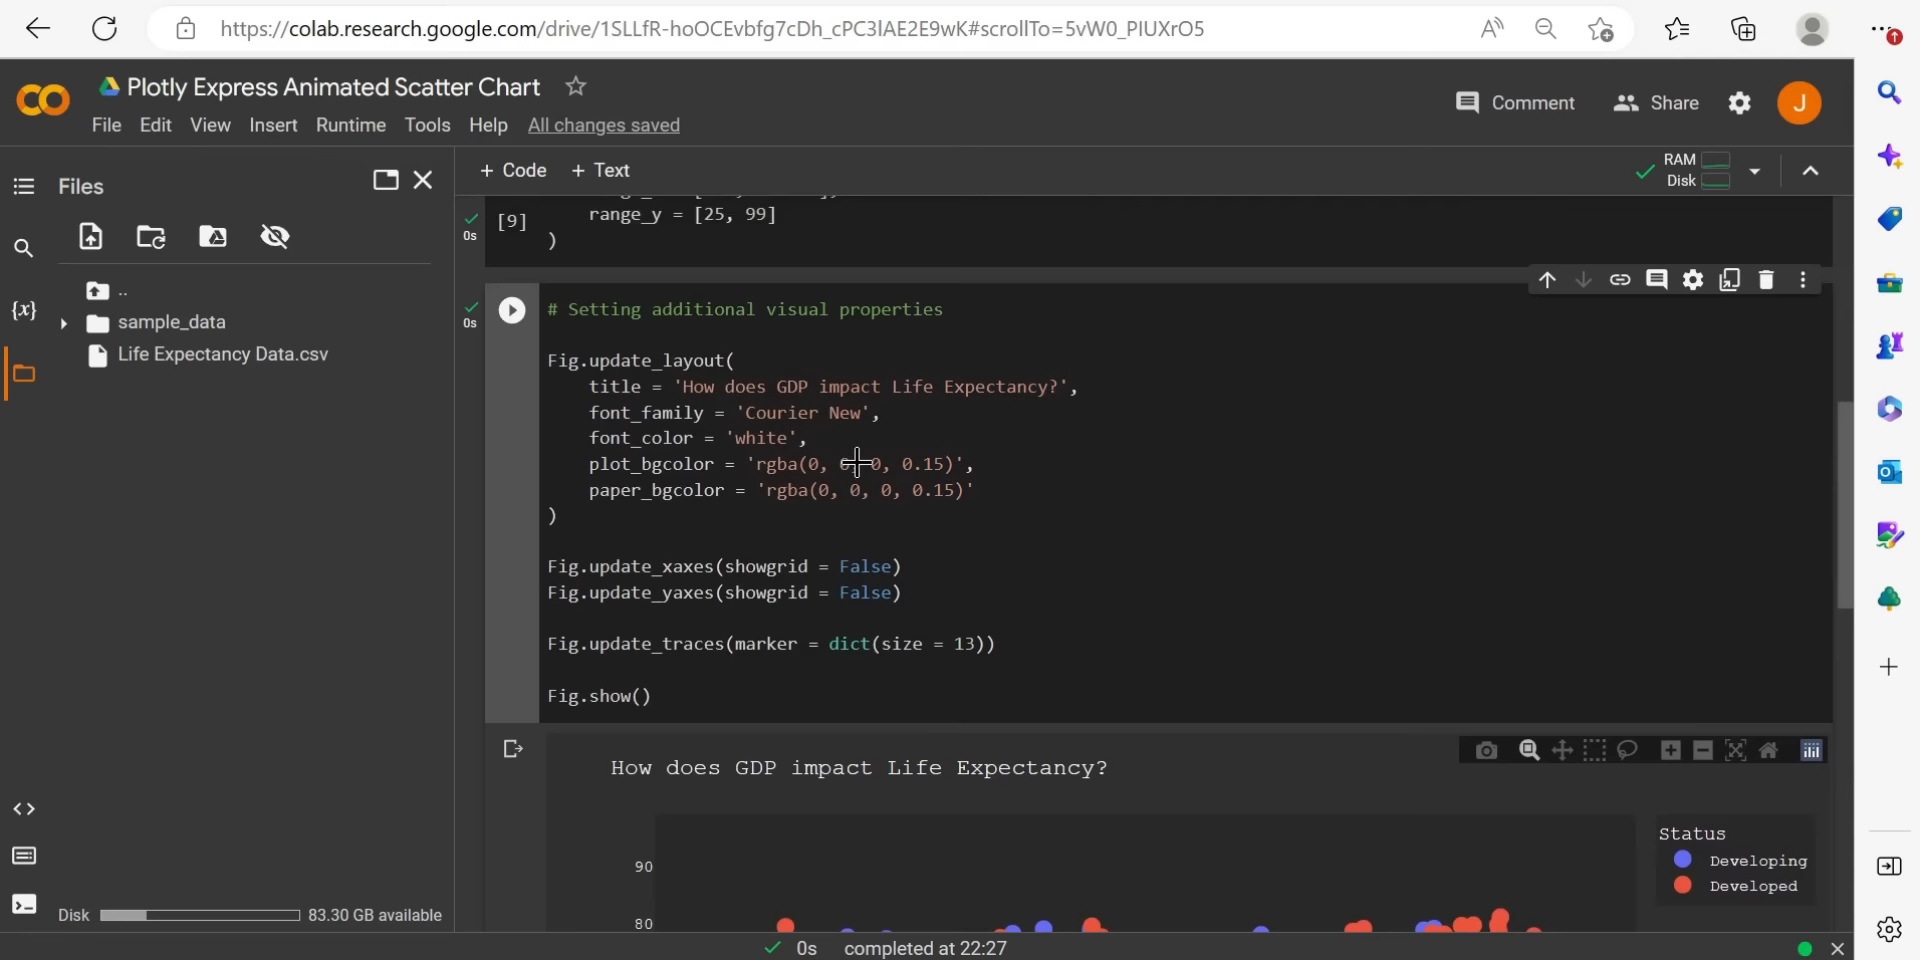 https://colab.research.google.com/drive/1SLLfR-hoOCEvbfg7cDh_cPC3lAE2E9wK#scrollTo=5vW0_PlUXrO5
Plotly Express Animated Scatter Chart
Comment
Share
J
File Edit View Insert Runtime Tools Help All changes saved
Files
+ Code + Text
RAM
Disk
[9]
0s
range_y = [25, 99]
)
..
{x}
sample_data
Life Expectancy Data.csv
0s
# Setting additional visual properties
Fig.update_layout(
title = 'How does GDP impact Life Expectancy?',
font_family = 'Courier New',
font_color = 'white',
plot_bgcolor = 'rgba(0, 0, 0, 0.15)',
paper_bgcolor = 'rgba(0, 0, 0, 0.15)'
)
Fig.update_xaxes(showgrid = False)
Fig.update_yaxes(showgrid = False)
Fig.update_traces(marker = dict(size = 13))
Fig.show()
How does GDP impact Life Expectancy?
Status
Developing
Developed
90
80
Disk 83.30 GB available
0s completed at 22:27